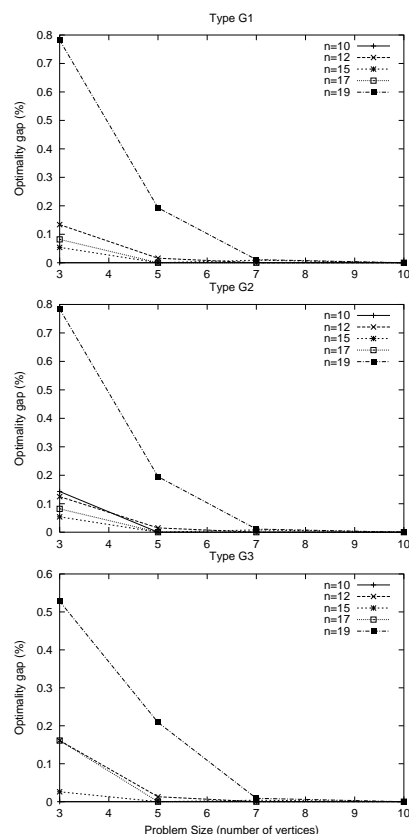 Type G1
0.8
0.7
0.6
0.5
0.4
0.3
0.2
0.1
0
Optimality gap (%)
n=10
n=12
n=15
n=17
n=19
3 4 5 6 7 8 9 10
Type G2
0.8
0.7
0.6
0.5
0.4
0.3
0.2
0.1
0
Optimality gap (%)
n=10
n=12
n=15
n=17
n=19
3 4 5 6 7 8 9 10
Type G3
0.6
0.5
0.4
0.3
0.2
0.1
0
Optimality gap (%)
n=10
n=12
n=15
n=17
n=19
3 4 5 6 7 8 9 10
Problem Size (number of vertices)